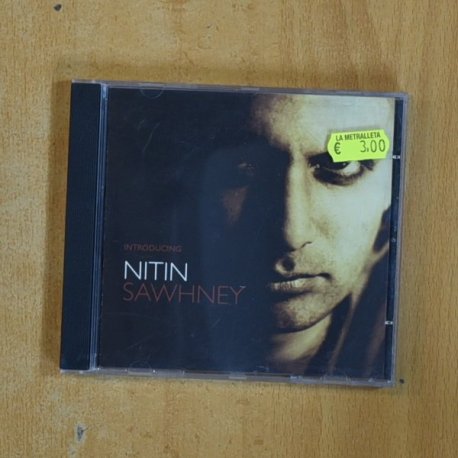 LA METRALLETA
€ 3,00
INTRODUCING
NITIN
SAWHNEY